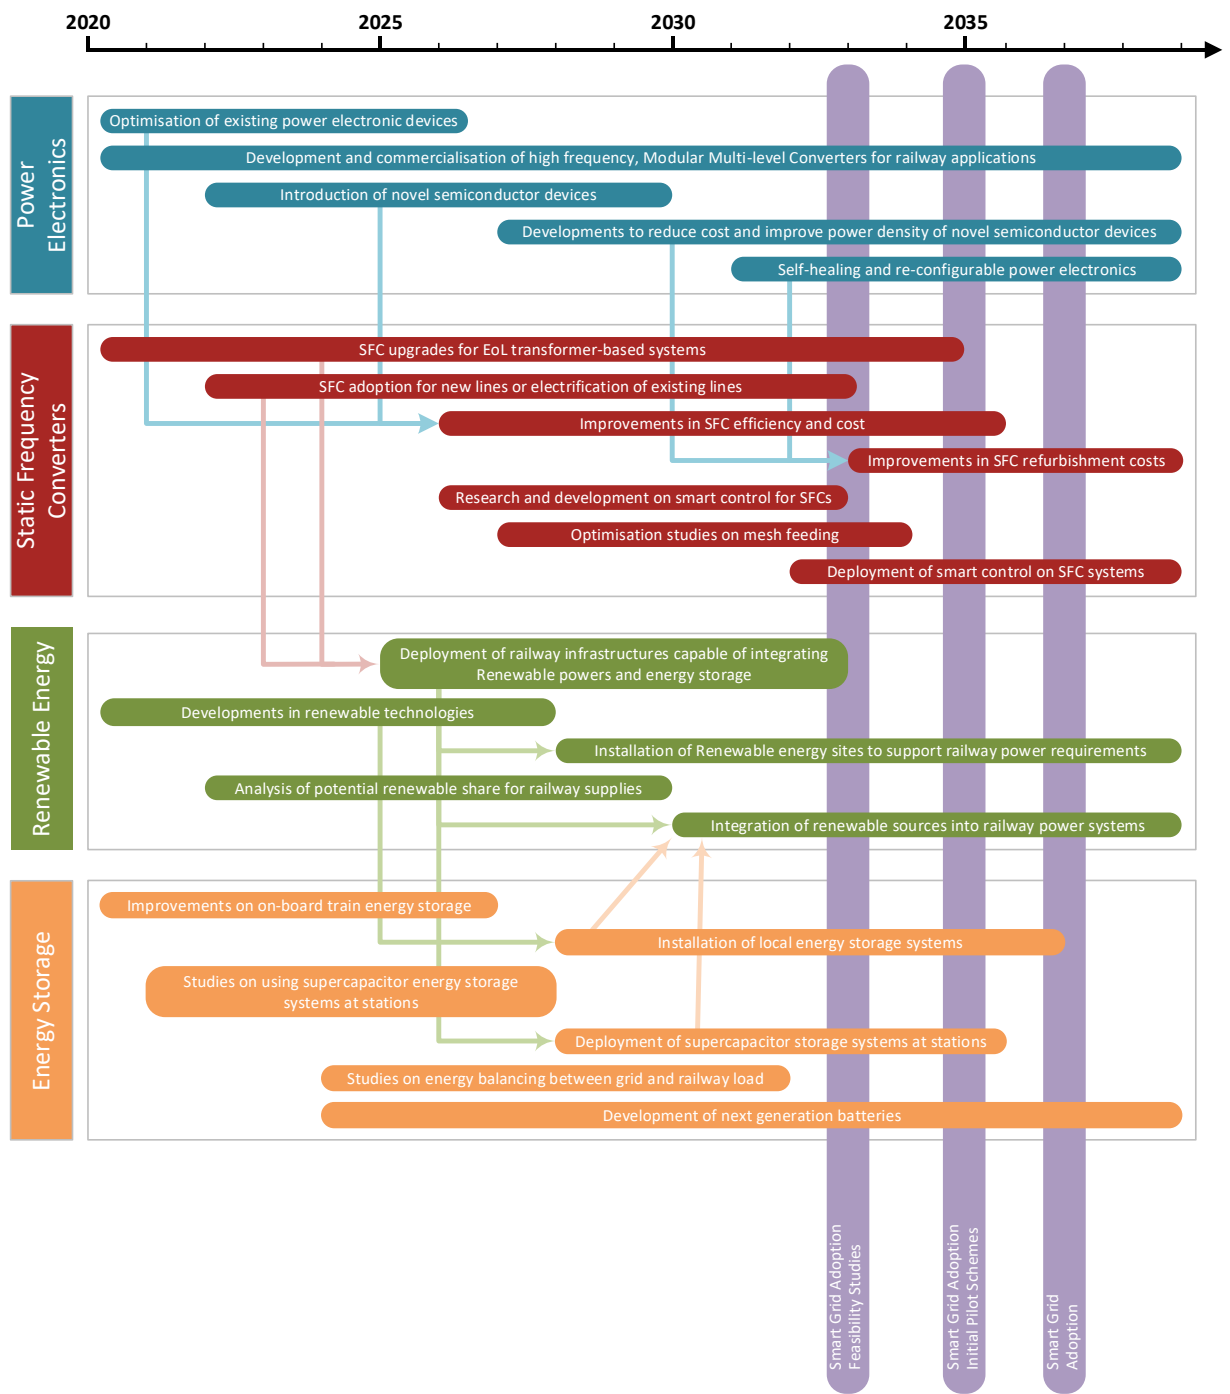 2020 2025 2030 2035
Power
Electronics
Optimisation of existing power electronic devices
Development and commercialisation of high frequency, Modular Multi-level Converters for railway applications
Introduction of novel semiconductor devices
Developments to reduce cost and improve power density of novel semiconductor devices
Self-healing and re-configurable power electronics
Static Frequency
Converters
SFC upgrades for EoL transformer-based systems
SFC adoption for new lines or electrification of existing lines
Improvements in SFC efficiency and cost
Improvements in SFC refurbishment costs
Research and development on smart control for SFCs
Optimisation studies on mesh feeding
Deployment of smart control on SFC systems
Renewable Energy
Deployment of railway infrastructures capable of integrating
Renewable powers and energy storage
Developments in renewable technologies
Installation of Renewable energy sites to support railway power requirements
Analysis of potential renewable share for railway supplies
Integration of renewable sources into railway power systems
Energy Storage
Improvements on on-board train energy storage
Installation of local energy storage systems
Studies on using supercapacitor energy storage
systems at stations
Deployment of supercapacitor storage systems at stations
Studies on energy balancing between grid and railway load
Development of next generation batteries
Smart Grid Adoption
Feasibility Studies
Smart Grid Adoption
Initial Pilot Schemes
Smart Grid
Adoption